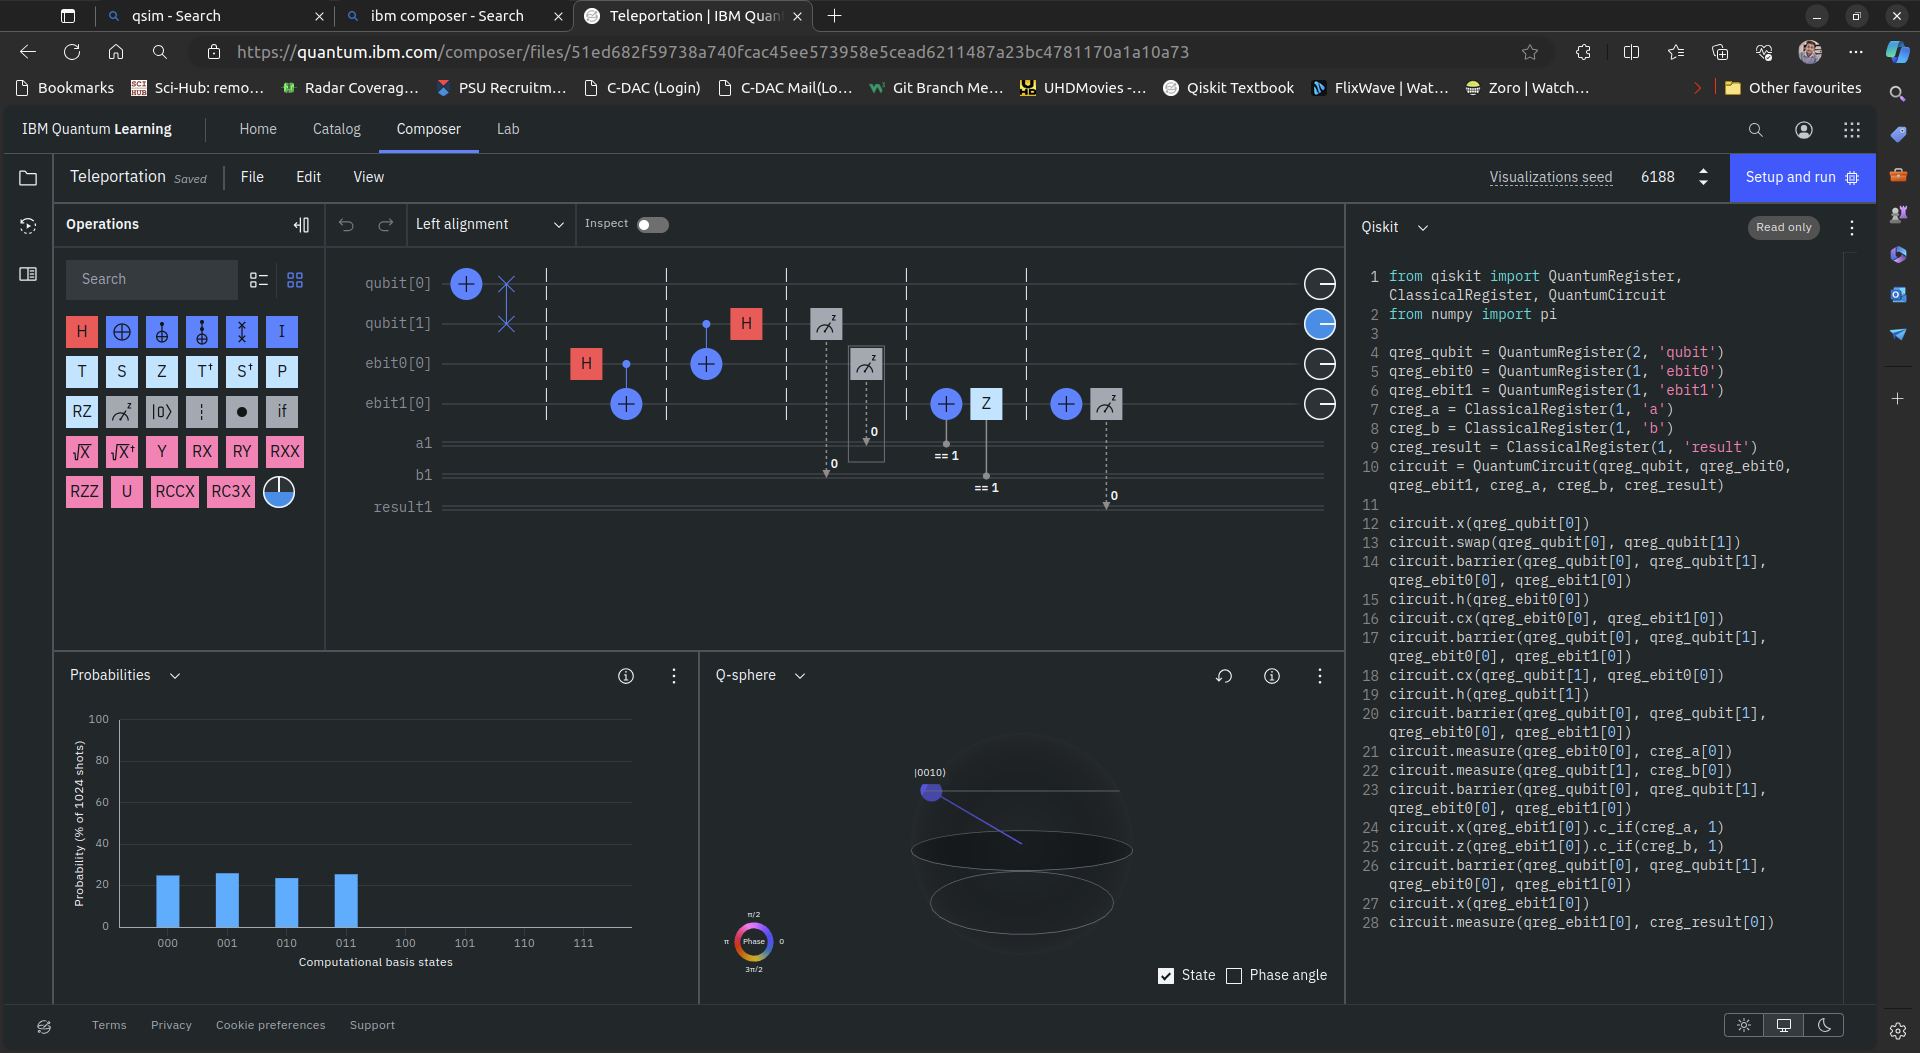 qsim - Search
ibm composer - Search
Teleportation | IBM Quan
https://quantum.ibm.com/composer/files/51ed682f59738a740fcac45ee573958e5cead6211487a23bc4781170a1a10a73
Bookmarks
SCI HUB
Sci-Hub: remo...
Radar Coverag...
PSU Recruitm...
C-DAC (Login)
C-DAC Mail(Lo...
Git Branch Me...
UHDMovies -...
Qiskit Textbook
FlixWave | Wat...
Zoro | Watch...
Other favourites
IBM Quantum Learning
Home
Catalog
Composer
Lab
Teleportation Saved
File
Edit
View
Visualizations seed
6188
Setup and run
Operations
Left alignment
Inspect
Search
H
I
T
S
Z
T†
S†
P
RZ
z
|0⟩
if
√X
√X†
Y
RX
RY
RXX
RZZ
U
RCCX
RC3X
qubit[0]
qubit[1]
H
z
ebit0[0]
H
z
ebit1[0]
Z
z
a1
0
== 1
b1
0
== 1
result1
0
Qiskit
Read only
1 from qiskit import QuantumRegister,
ClassicalRegister, QuantumCircuit
2 from numpy import pi
3
4 qreg_qubit = QuantumRegister(2, 'qubit')
5 qreg_ebit0 = QuantumRegister(1, 'ebit0')
6 qreg_ebit1 = QuantumRegister(1, 'ebit1')
7 creg_a = ClassicalRegister(1, 'a')
8 creg_b = ClassicalRegister(1, 'b')
9 creg_result = ClassicalRegister(1, 'result')
10 circuit = QuantumCircuit(qreg_qubit, qreg_ebit0,
qreg_ebit1, creg_a, creg_b, creg_result)
11
12 circuit.x(qreg_qubit[0])
13 circuit.swap(qreg_qubit[0], qreg_qubit[1])
14 circuit.barrier(qreg_qubit[0], qreg_qubit[1],
qreg_ebit0[0], qreg_ebit1[0])
15 circuit.h(qreg_ebit0[0])
16 circuit.cx(qreg_ebit0[0], qreg_ebit1[0])
17 circuit.barrier(qreg_qubit[0], qreg_qubit[1],
qreg_ebit0[0], qreg_ebit1[0])
18 circuit.cx(qreg_qubit[1], qreg_ebit0[0])
19 circuit.h(qreg_qubit[1])
20 circuit.barrier(qreg_qubit[0], qreg_qubit[1],
qreg_ebit0[0], qreg_ebit1[0])
21 circuit.measure(qreg_ebit0[0], creg_a[0])
22 circuit.measure(qreg_qubit[1], creg_b[0])
23 circuit.barrier(qreg_qubit[0], qreg_qubit[1],
qreg_ebit0[0], qreg_ebit1[0])
24 circuit.x(qreg_ebit1[0]).c_if(creg_a, 1)
25 circuit.z(qreg_ebit1[0]).c_if(creg_b, 1)
26 circuit.barrier(qreg_qubit[0], qreg_qubit[1],
qreg_ebit0[0], qreg_ebit1[0])
27 circuit.x(qreg_ebit1[0])
28 circuit.measure(qreg_ebit1[0], creg_result[0])
Probabilities
Probability (% of 1024 shots)
100
80
60
40
20
0
000 001 010 011 100 101 110 111
Computational basis states
Q-sphere
|0010⟩
π/2
π Phase 0
3π/2
State
Phase angle
Terms
Privacy
Cookie preferences
Support